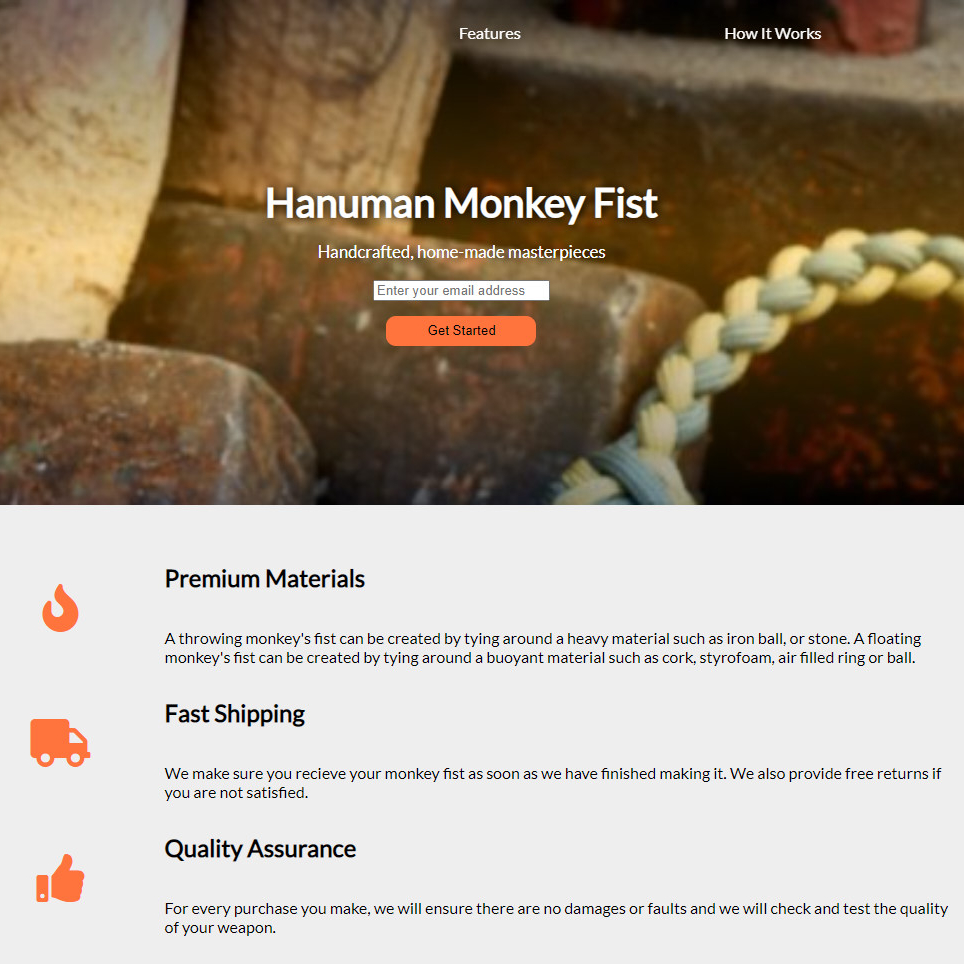 Features How It Works
Hanuman Monkey Fist
Handcrafted, home-made masterpieces
Enter your email address
Get Started
Premium Materials
A throwing monkey's fist can be created by tying around a heavy material such as iron ball, or stone. A floating
monkey's fist can be created by tying around a buoyant material such as cork, styrofoam, air filled ring or ball.
Fast Shipping
We make sure you recieve your monkey fist as soon as we have finished making it. We also provide free returns if
you are not satisfied.
Quality Assurance
For every purchase you make, we will ensure there are no damages or faults and we will check and test the quality
of your weapon.